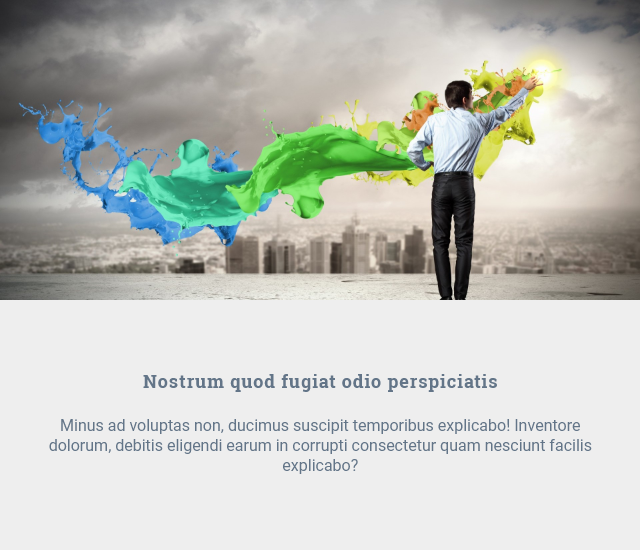 Nostrum quod fugiat odio perspiciatis
Minus ad voluptas non, ducimus suscipit temporibus explicabo! Inventore
dolorum, debitis eligendi earum in corrupti consectetur quam nesciunt facilis
explicabo?